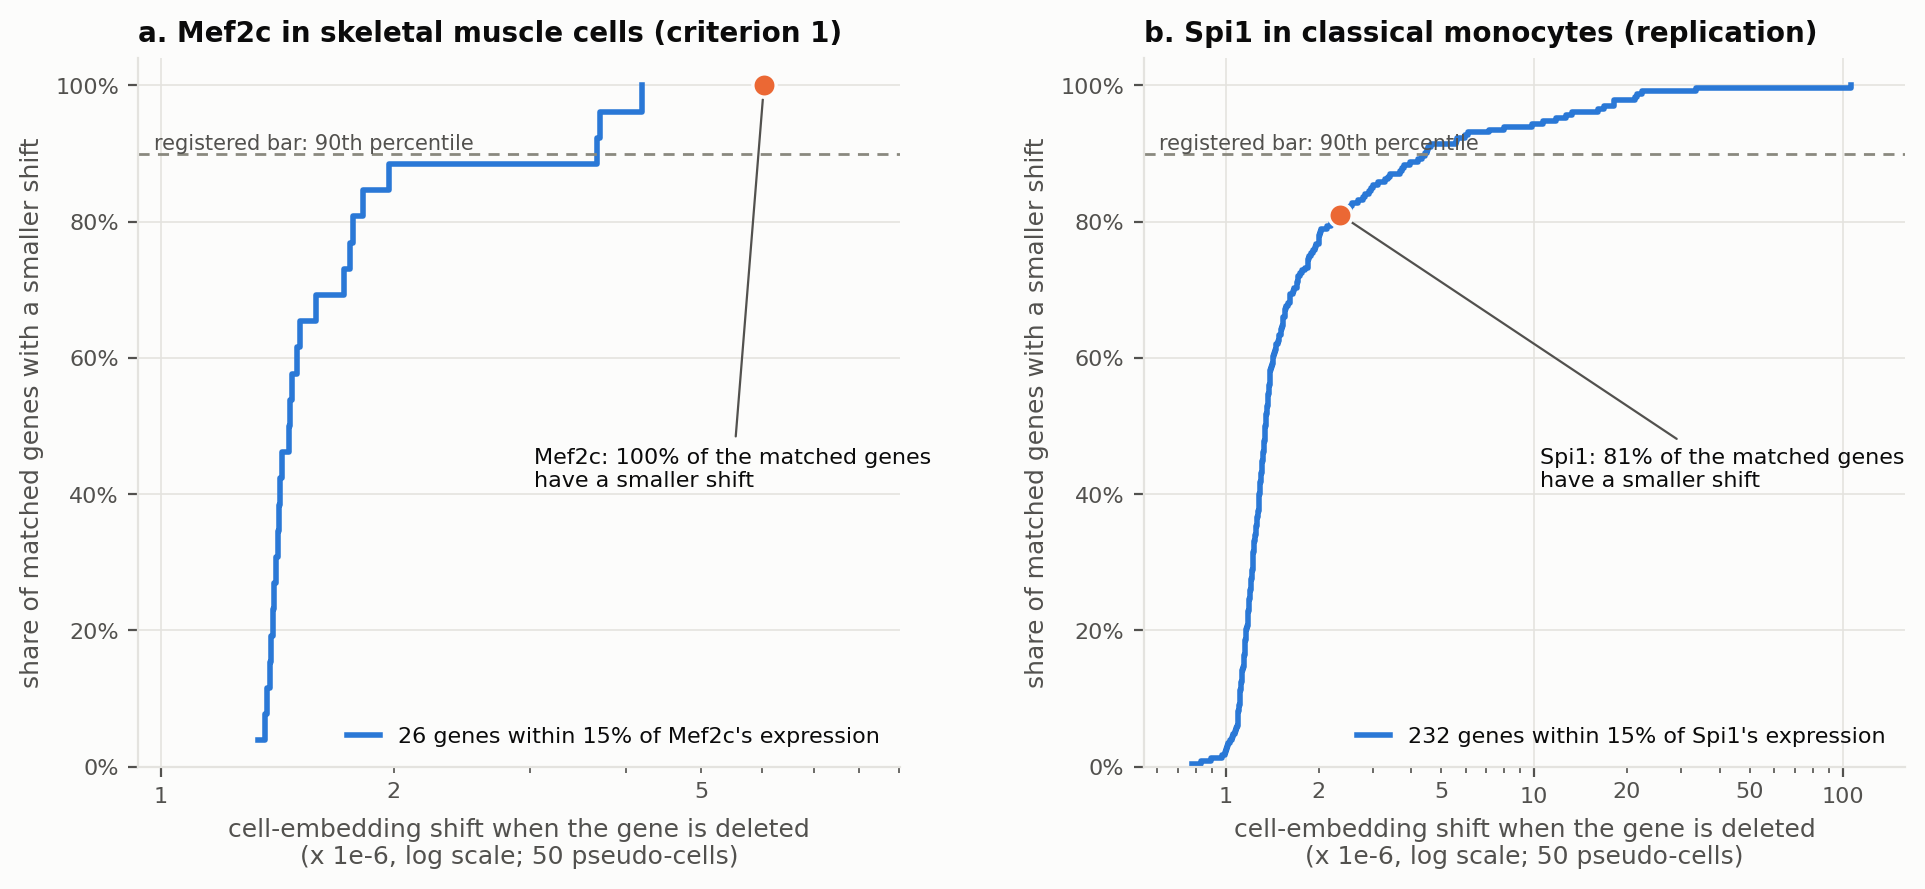 a. Mef2c in skeletal muscle cells (criterion 1)
share of matched genes with a smaller shift
100%
80%
60%
40%
20%
0%
registered bar: 90th percentile
Mef2c: 100% of the matched genes
have a smaller shift
26 genes within 15% of Mef2c's expression
1
2
5
cell-embedding shift when the gene is deleted
(x 1e-6, log scale; 50 pseudo-cells)
b. Spi1 in classical monocytes (replication)
share of matched genes with a smaller shift
100%
80%
60%
40%
20%
0%
registered bar: 90th percentile
Spi1: 81% of the matched genes
have a smaller shift
232 genes within 15% of Spi1's expression
1
2
5
10
20
50
100
cell-embedding shift when the gene is deleted
(x 1e-6, log scale; 50 pseudo-cells)